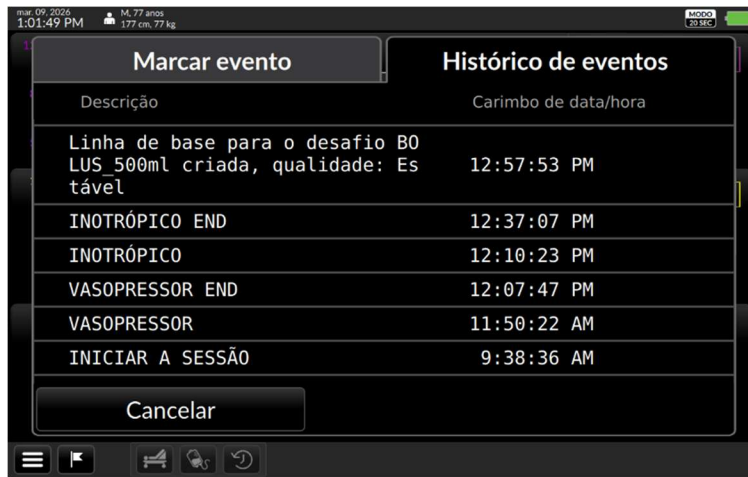 mar. 09, 2026
1:01:49 PM
M, 77 anos
177 cm, 77 kg
MODO
20 SEC
Marcar evento
Histórico de eventos
Descrição
Carimbo de data/hora
Linha de base para o desafio BO
LUS_500ml criada, qualidade: Es
tável
12:57:53 PM
INOTRÓPICO END
12:37:07 PM
INOTRÓPICO
12:10:23 PM
VASOPRESSOR END
12:07:47 PM
VASOPRESSOR
11:50:22 AM
INICIAR A SESSÃO
9:38:36 AM
Cancelar